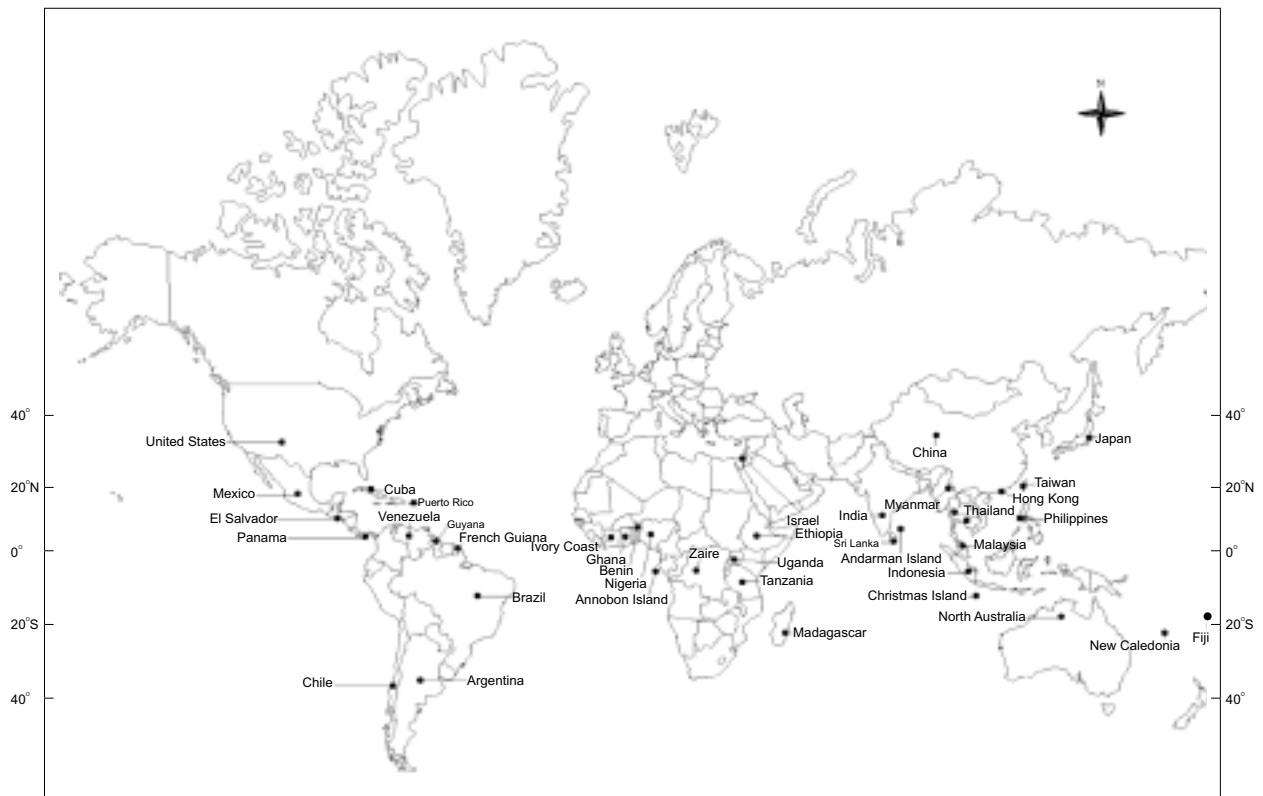 N
40° 40°
United States
China
Japan
20°N 20°N
Mexico
Cuba
Puerto Rico
Taiwan
Hong Kong
El Salvador
Venezuela
Guyana
French Guiana
Panama
Israel
Ethiopia
India
Myanmar
Thailand
Philippines
0° 0°
Ivory Coast
Ghana
Benin
Nigeria
Annobon Island
Zaire
Uganda
Tanzania
Sri Lanka
Andarman Island
Malaysia
Indonesia
Christmas Island
Brazil
North Australia
20°S 20°S
Madagascar
New Caledonia
Fiji
Chile
Argentina
40° 40°